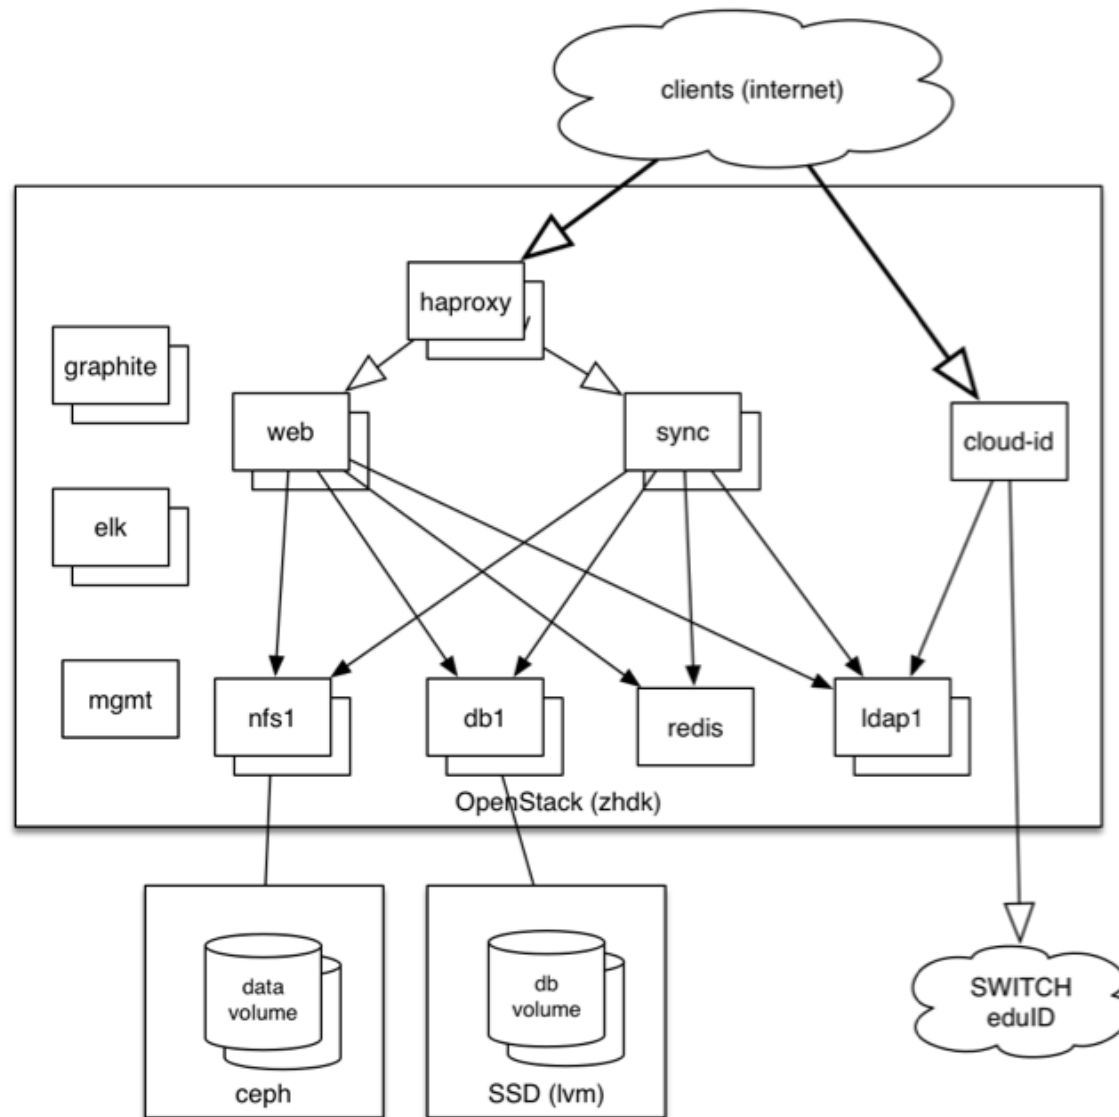 clients (internet)
haproxy
graphite
web
sync
cloud-id
elk
mgmt
nfs1
db1
redis
ldap1
OpenStack (zhdk)
data
volume
db
volume
SWITCH
eduID
ceph
SSD (lvm)